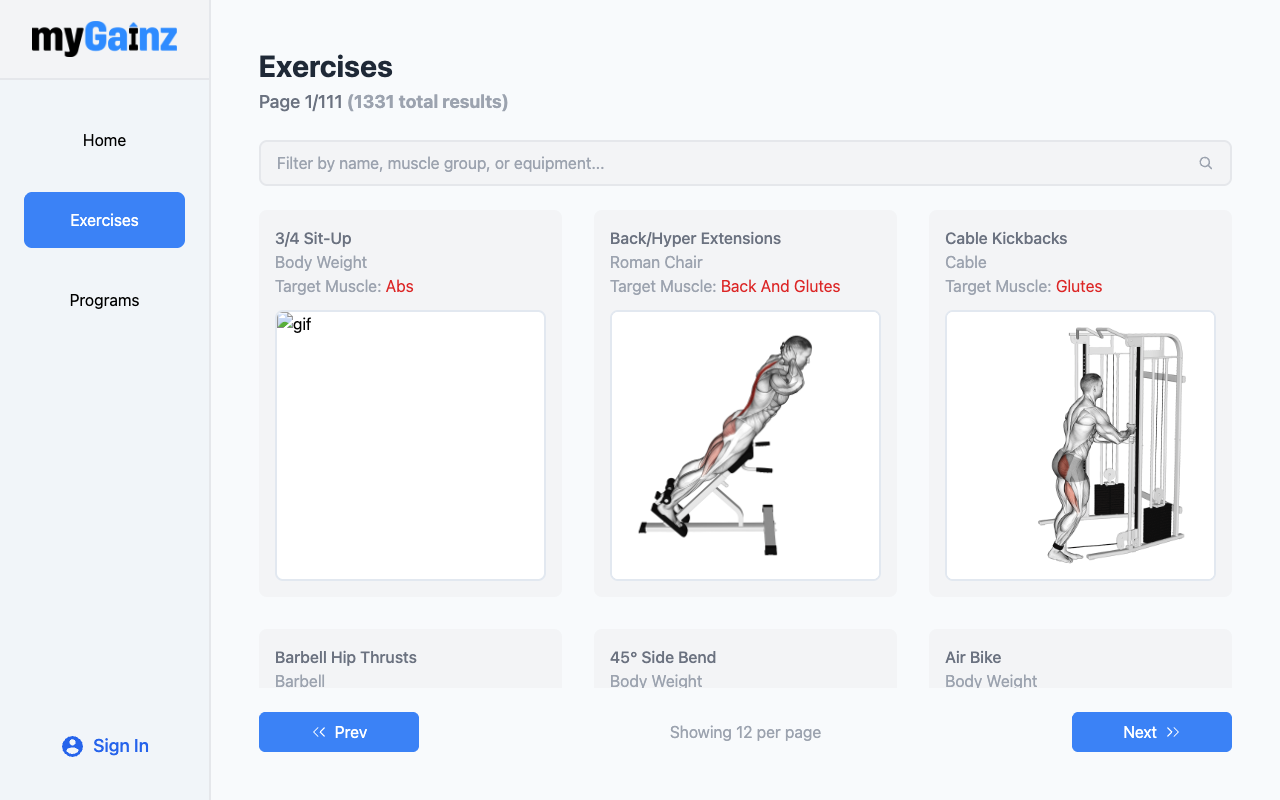 myGainz
Home
Exercises
Programs
Sign In
Exercises
Page 1/111 (1331 total results)
Filter by name, muscle group, or equipment...
3/4 Sit-Up
Body Weight
Target Muscle: Abs
gif
Back/Hyper Extensions
Roman Chair
Target Muscle: Back And Glutes
Cable Kickbacks
Cable
Target Muscle: Glutes
Barbell Hip Thrusts
Barbell
45° Side Bend
Body Weight
Air Bike
Body Weight
Prev
Showing 12 per page
Next